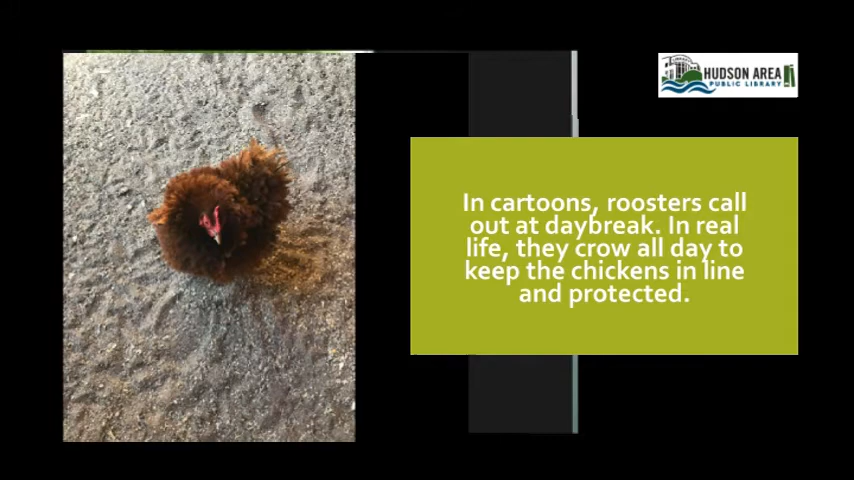 HUDSON AREA
PUBLIC LIBRARY
In cartoons, roosters call
out at daybreak. In real
life, they crow all day to
keep the chickens in line
and protected.